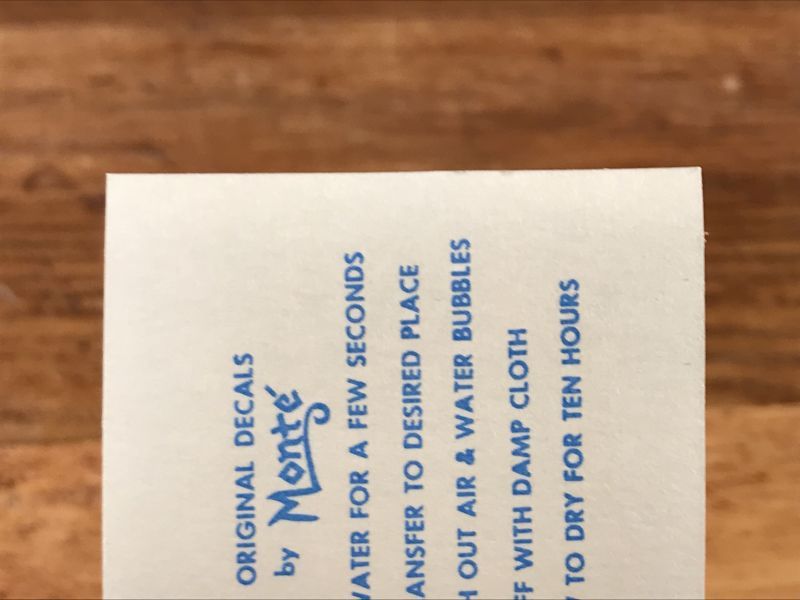 ORIGINAL DECALS
by Monté
WATER FOR A FEW SECONDS
TO DESIRED PLACE
OUT AIR & WATER BUBBLES
WITH DAMP CLOTH
TO DRY FOR TEN HOURS